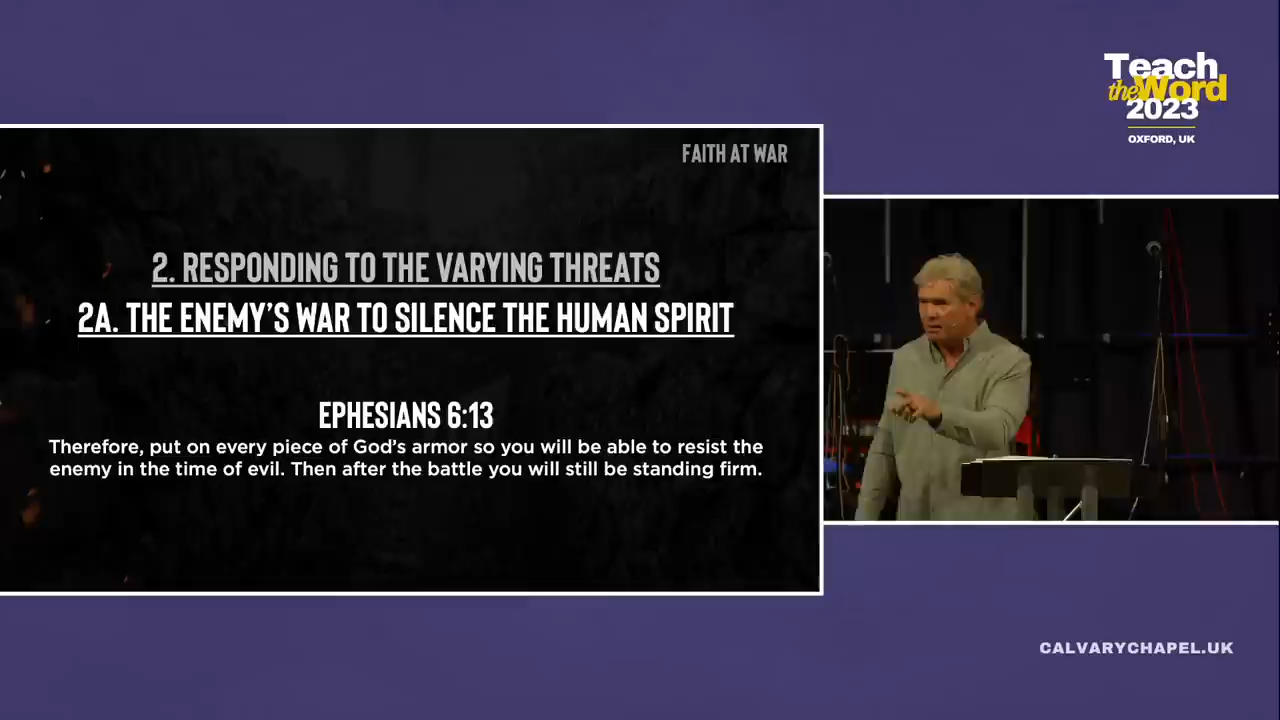 Teach
the Word
2023
OXFORD, UK
FAITH AT WAR
2. RESPONDING TO THE VARYING THREATS
2A. THE ENEMY'S WAR TO SILENCE THE HUMAN SPIRIT
EPHESIANS 6:13
Therefore, put on every piece of God's armor so you will be able to resist the
enemy in the time of evil. Then after the battle you will still be standing firm.
CALVARYCHAPEL.UK